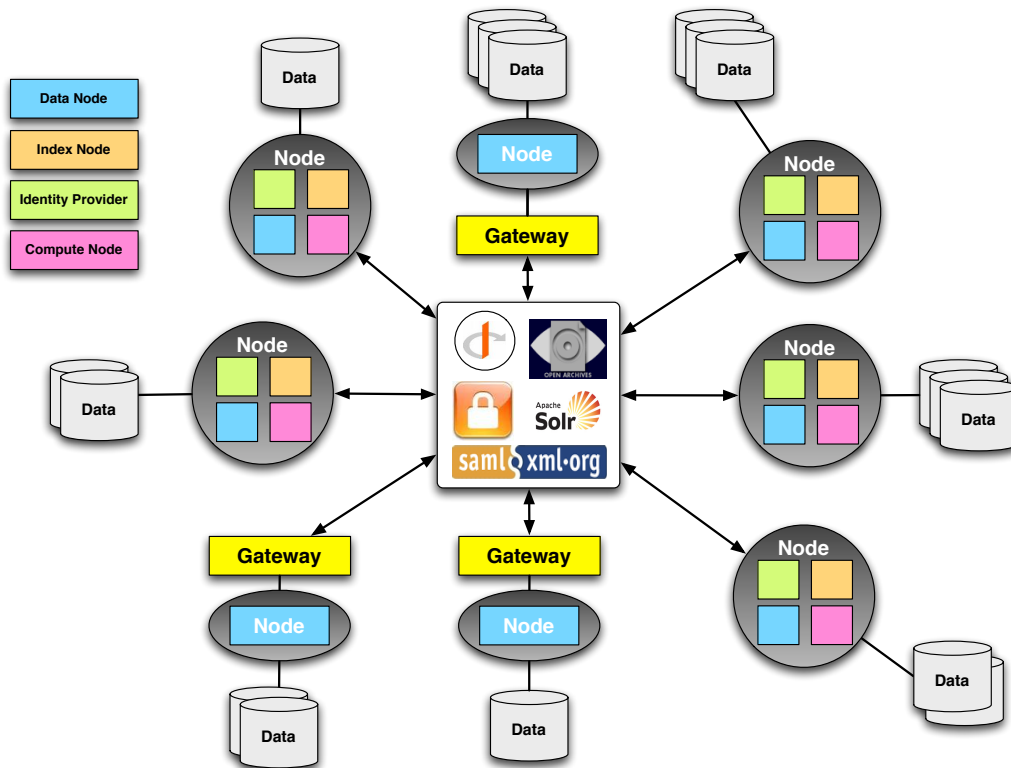 Data
Data
Data
Data Node
Index Node
Identity Provider
Compute Node
Node
Node
Node
Gateway
OPEN ARCHIVES
Apache
Solr
saml xml.org
Node
Data
Node
Data
Gateway
Gateway
Node
Node
Node
Data
Data
Data